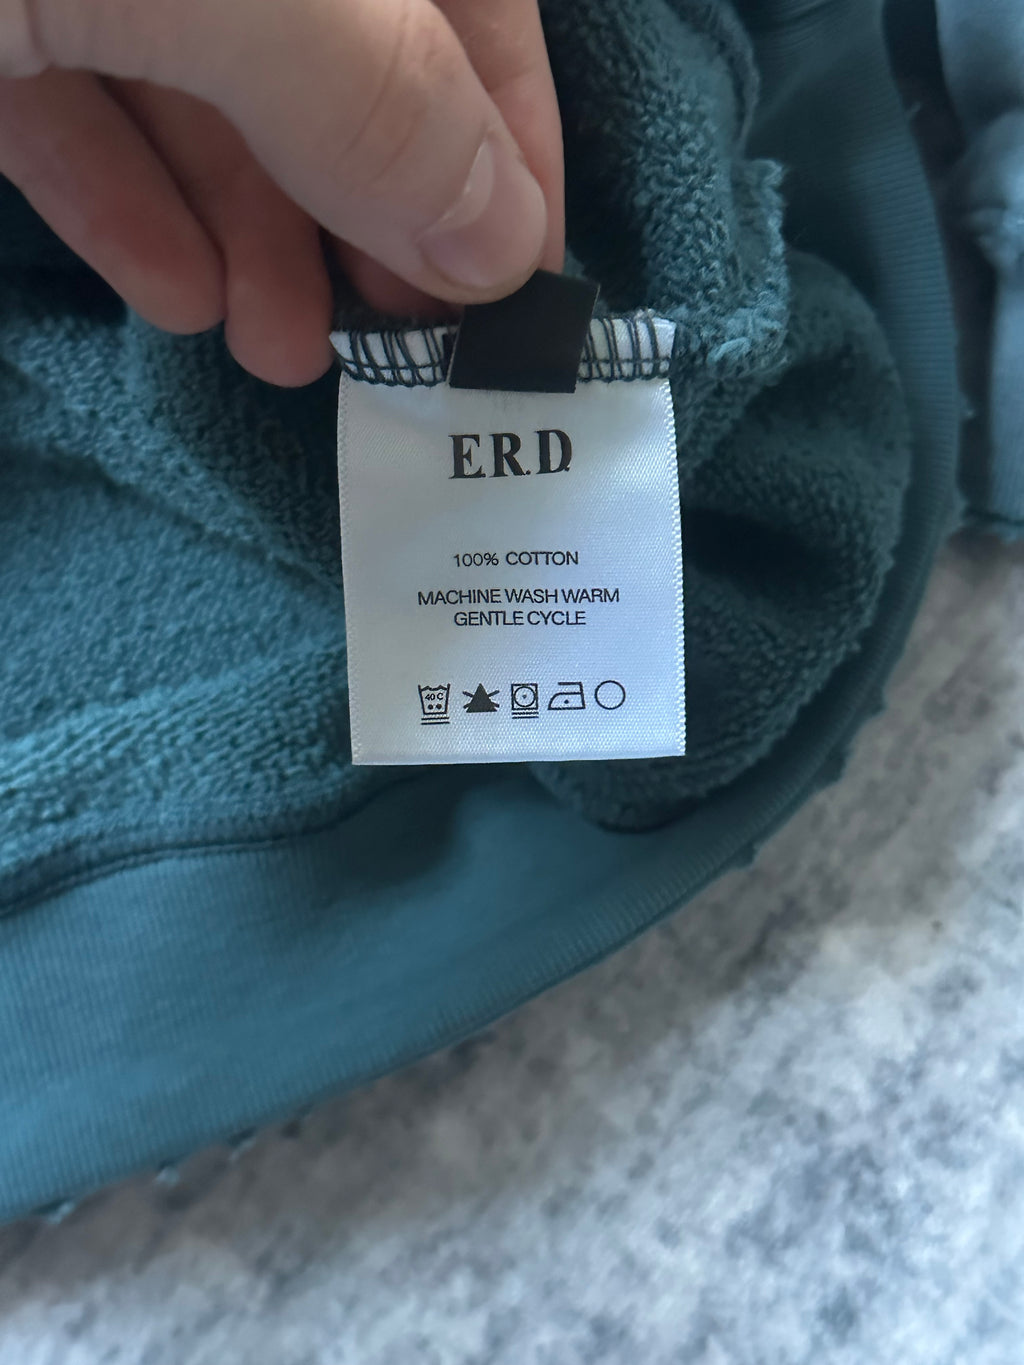 E.R.D.
100% COTTON
MACHINE WASH WARM
GENTLE CYCLE
40 C